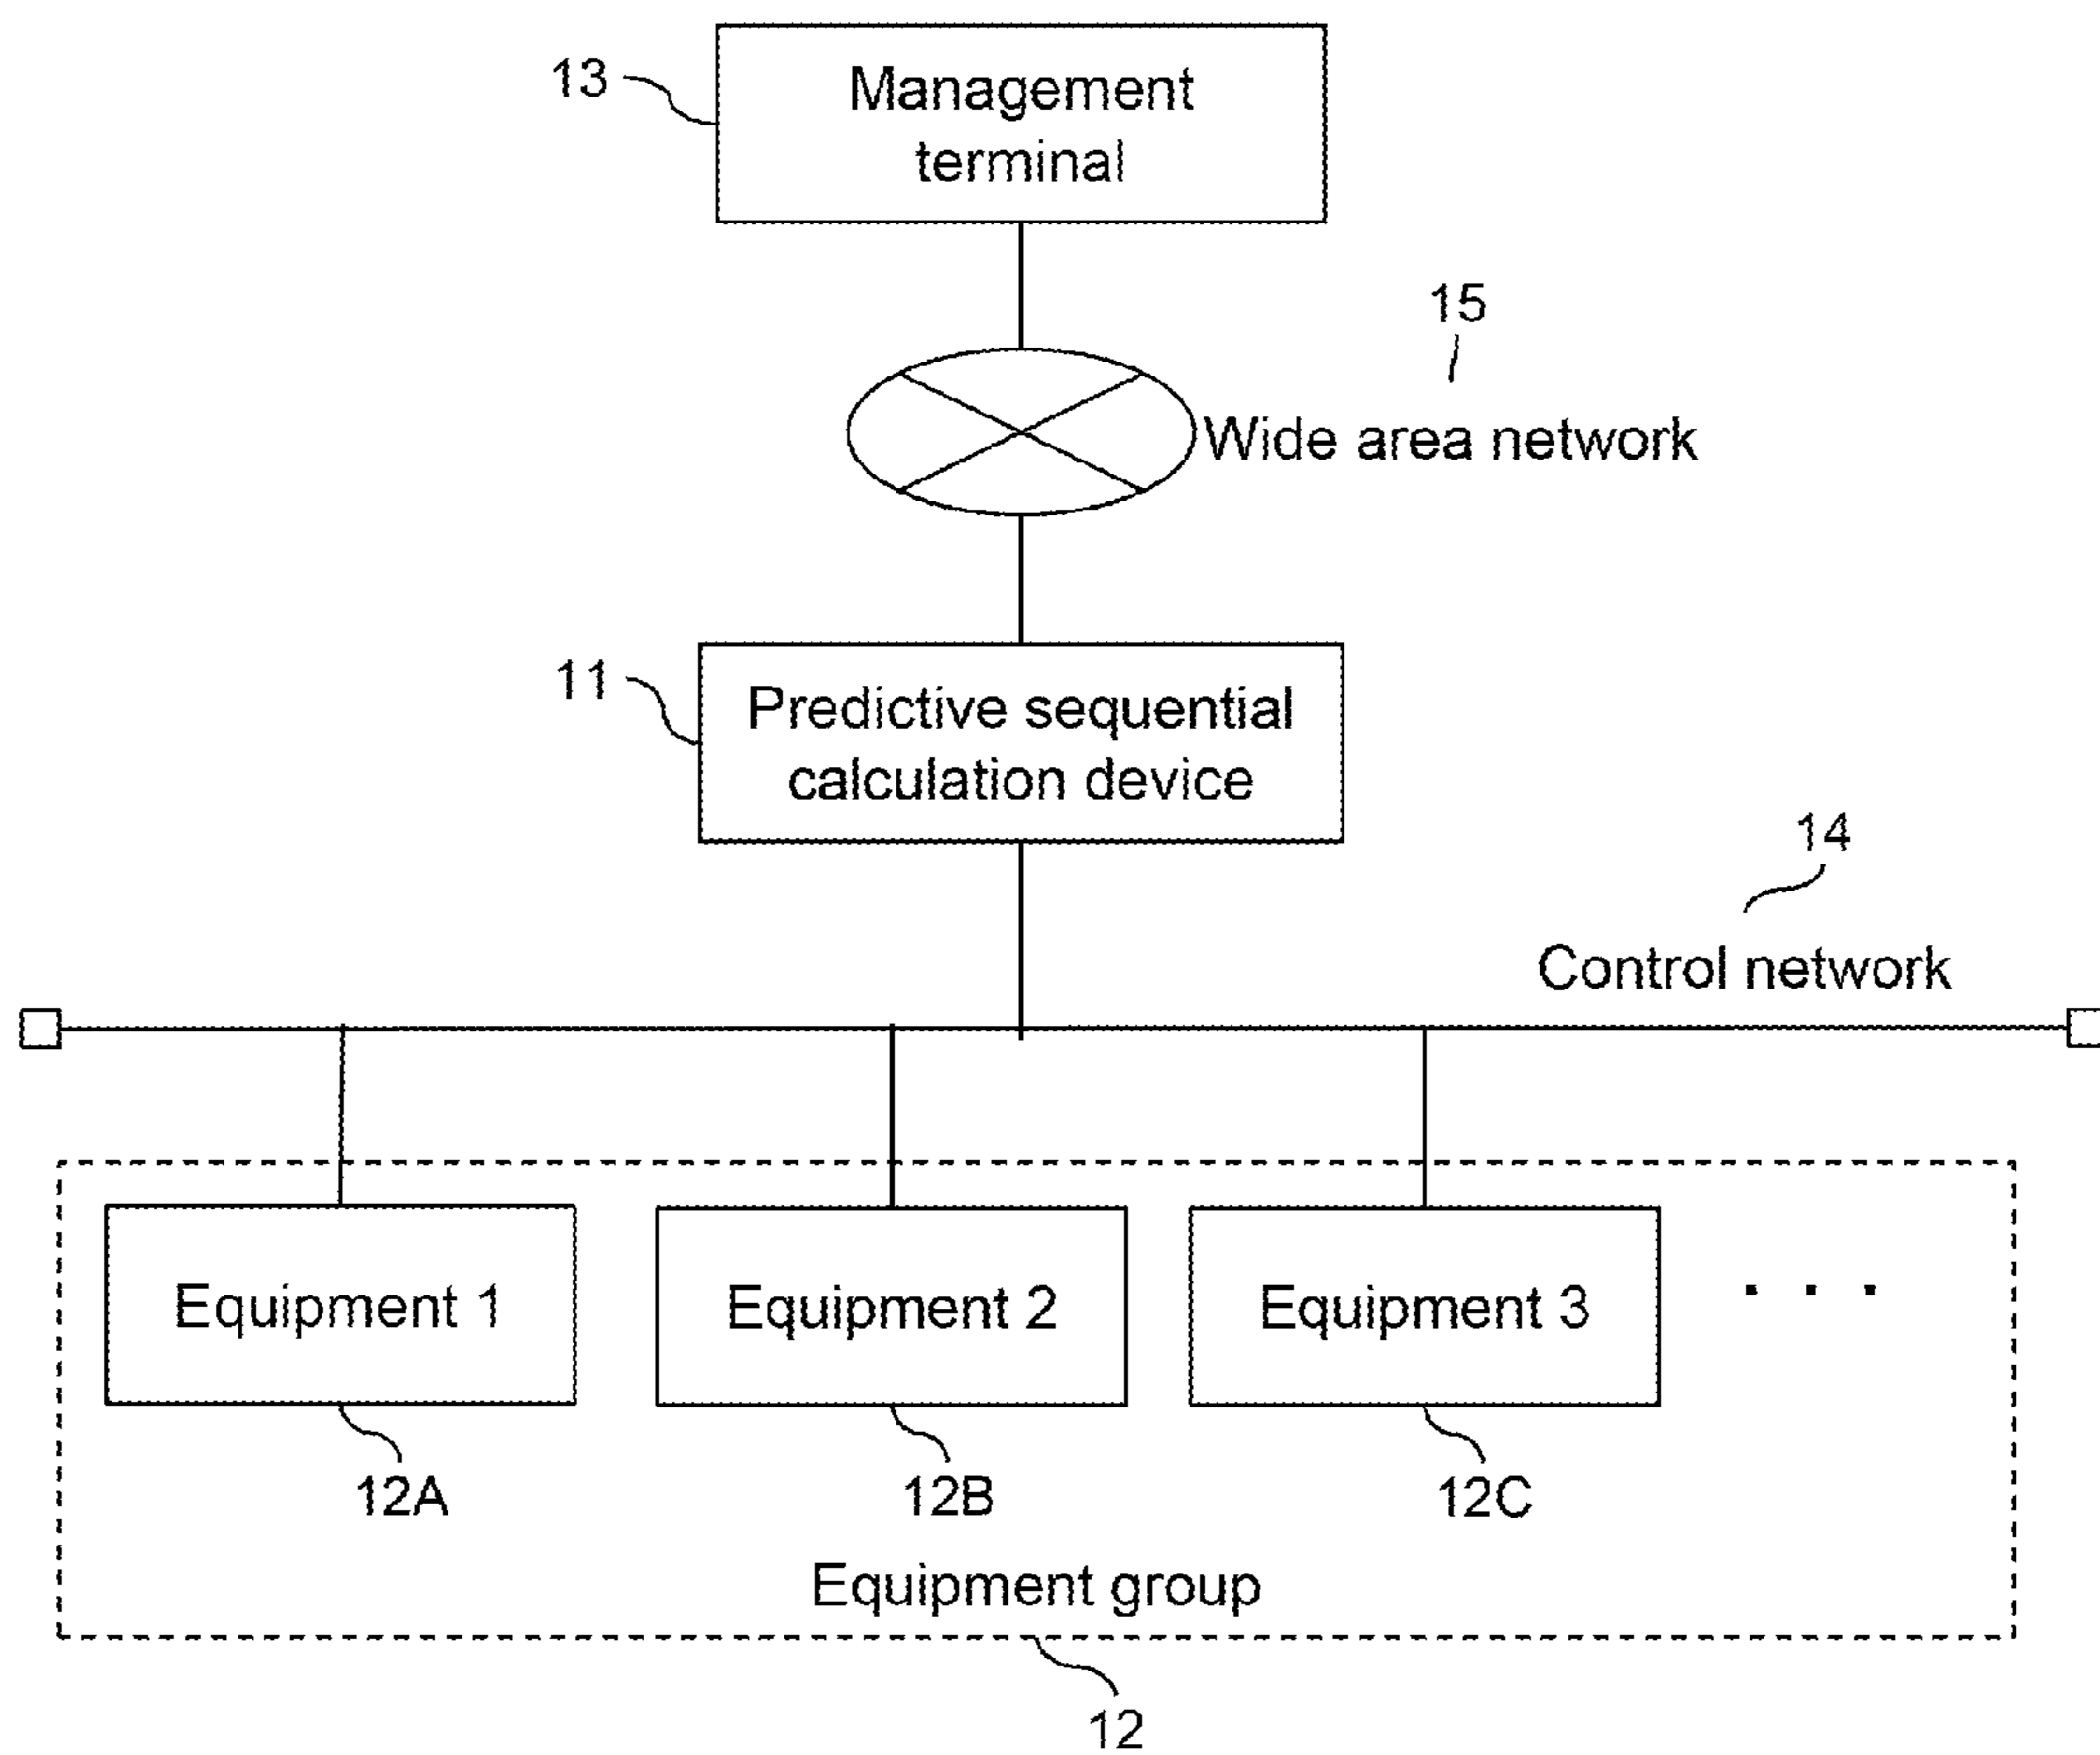 13
Management
terminal
15
Wide area network
11
Predictive sequential
calculation device
14
Control network
Equipment 1
Equipment 2
Equipment 3
. . .
12A
12B
12C
Equipment group
12